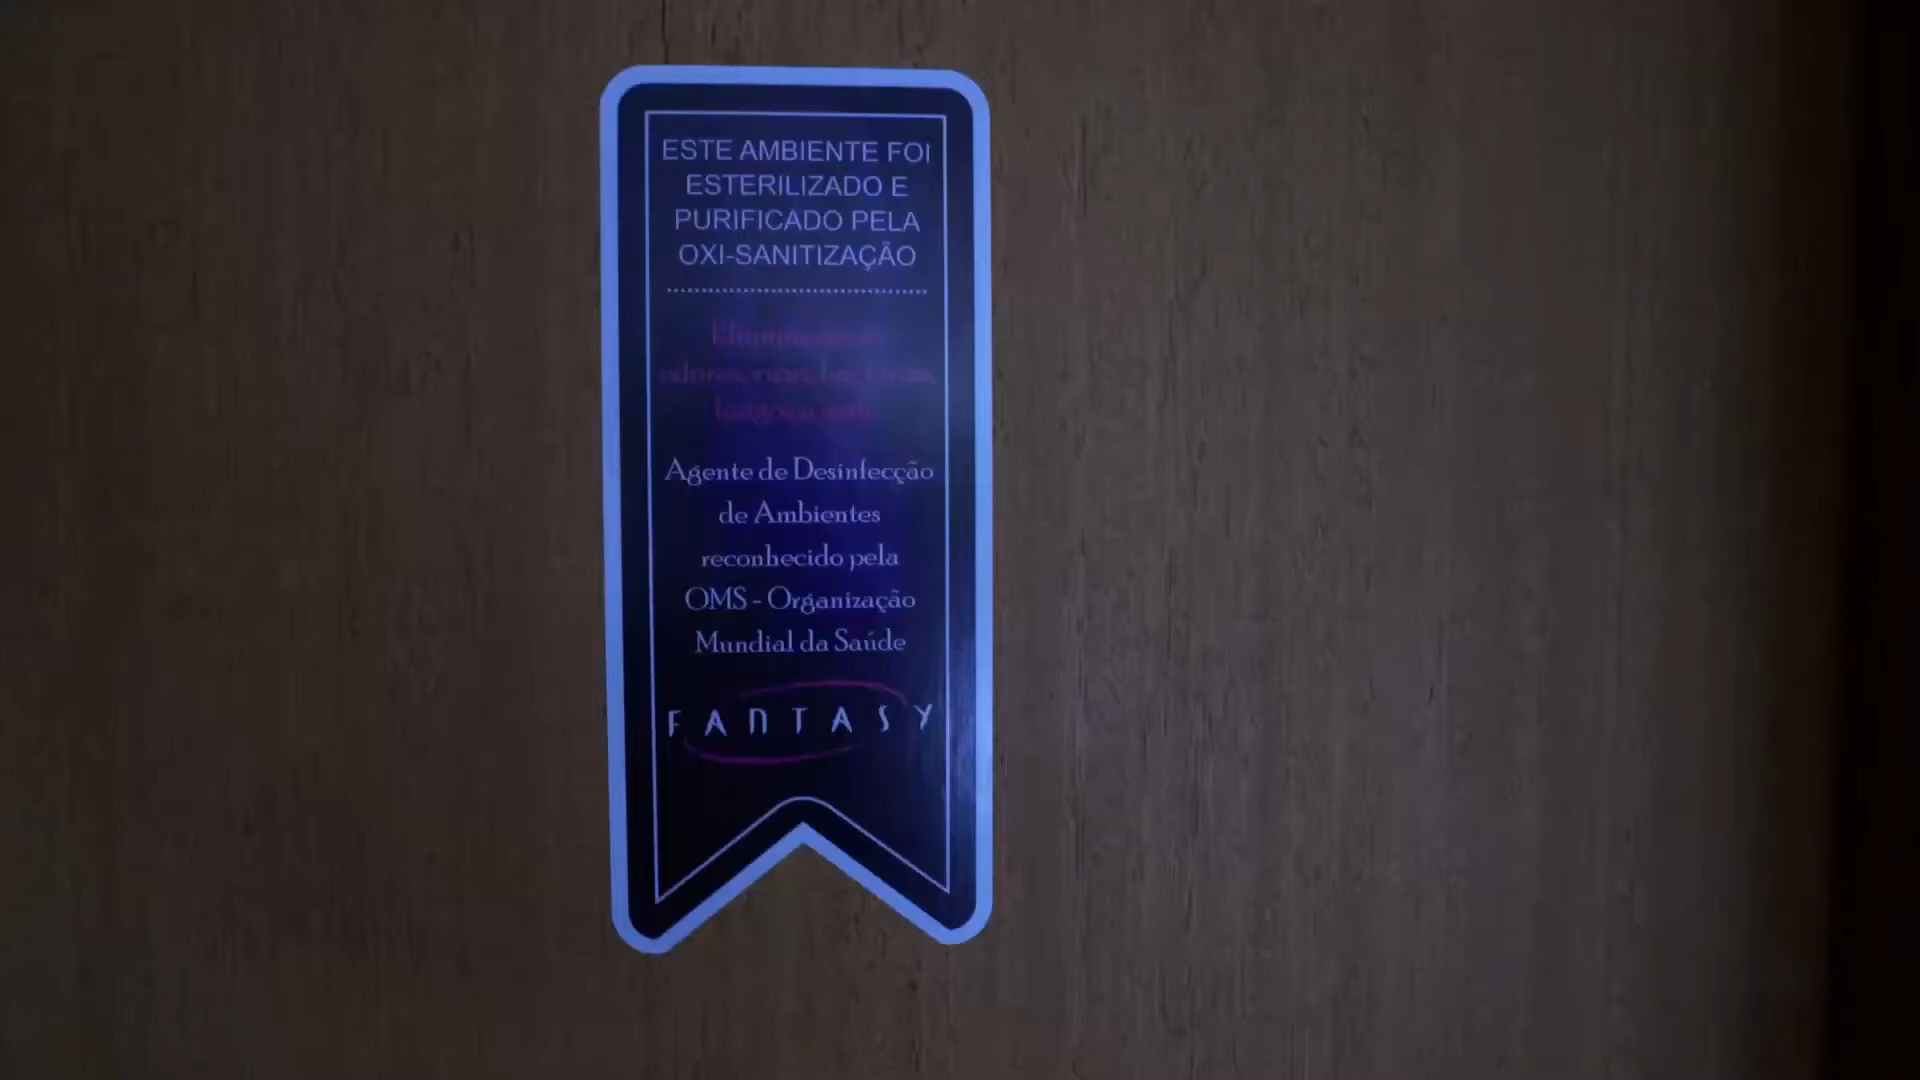 ESTE AMBIENTE FOI
ESTERILIZADO E
PURIFICADO PELA
OXI-SANITIZAÇÃO
Agente de Desinfecção
de Ambientes
reconhecido pela
OMS - Organização
Mundial da Saúde
FANTASY